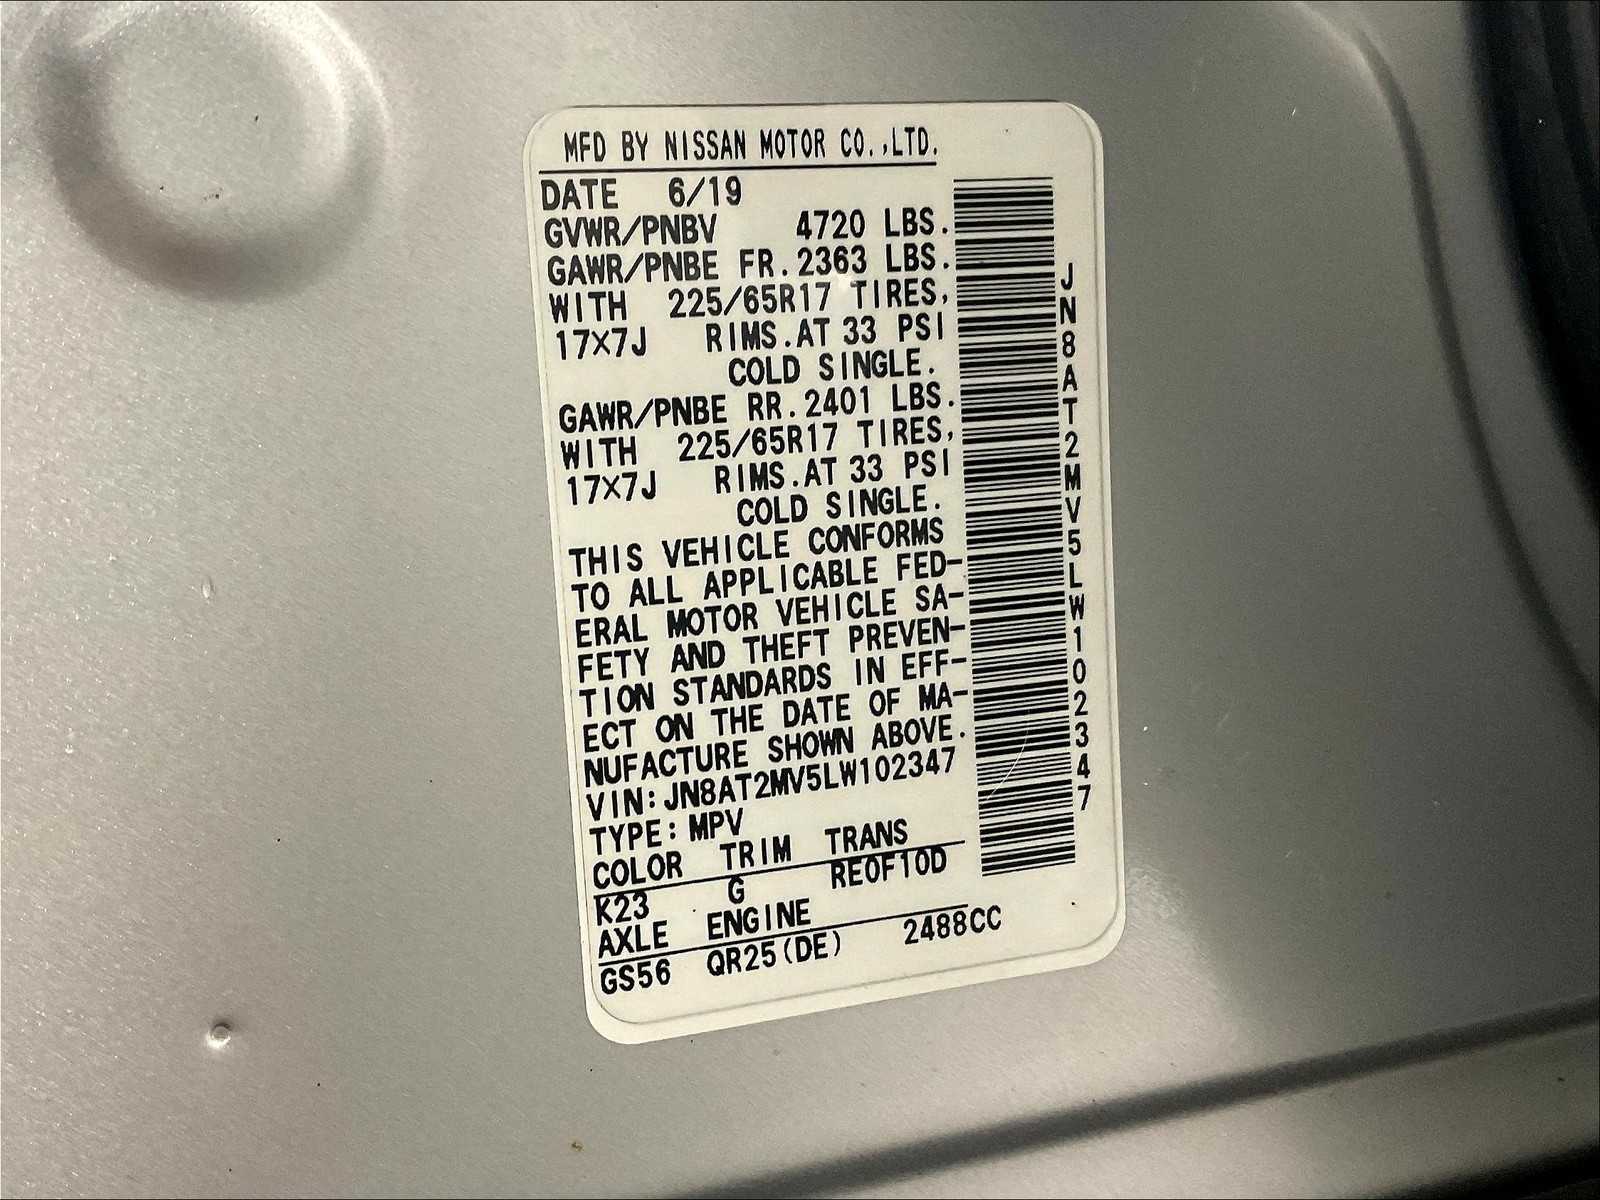 MFD BY NISSAN MOTOR CO.,LTD.
DATE 6/19
GVWR/PNBV 4720 LBS.
GAWR/PNBE FR. 2363 LBS.
WITH 225/65R17 TIRES,
17X7J RIMS.AT 33 PSI
COLD SINGLE.
GAWR/PNBE RR. 2401 LBS.
WITH 225/65R17 TIRES,
17X7J RIMS.AT 33 PSI
COLD SINGLE.
THIS VEHICLE CONFORMS
TO ALL APPLICABLE FED-
ERAL MOTOR VEHICLE SA-
FETY AND THEFT PREVEN-
TION STANDARDS IN EFF-
ECT ON THE DATE OF MA-
NUFACTURE SHOWN ABOVE.
VIN: JN8AT2MV5LW102347
TYPE: MPV
COLOR TRIM TRANS
K23 G RE0F10D
AXLE ENGINE
GS56 QR25(DE) 2488CC
JN8AT2MV5LW102347